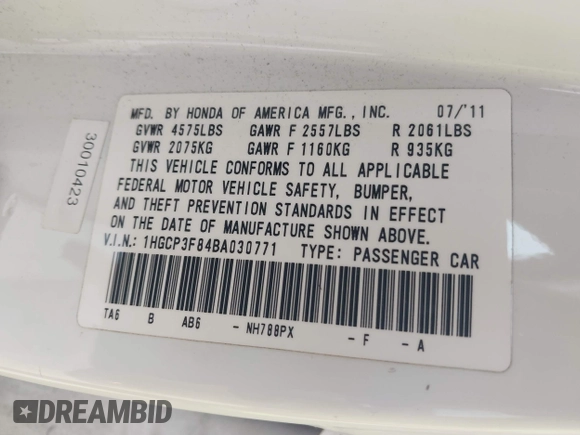 MFD. BY HONDA OF AMERICA MFG., INC. 07/'11
GVWR 4575LBS GAWR F 2557LBS R 2061LBS
GVWR 2075KG GAWR F 1160KG R 935KG
THIS VEHICLE CONFORMS TO ALL APPLICABLE
FEDERAL MOTOR VEHICLE SAFETY, BUMPER,
AND THEFT PREVENTION STANDARDS IN EFFECT
ON THE DATE OF MANUFACTURE SHOWN ABOVE.
V.I.N.: 1HGCP3F84BA030771 TYPE: PASSENGER CAR
TA6 B AB6 - NH788PX - F - A
30010423
DREAMBID